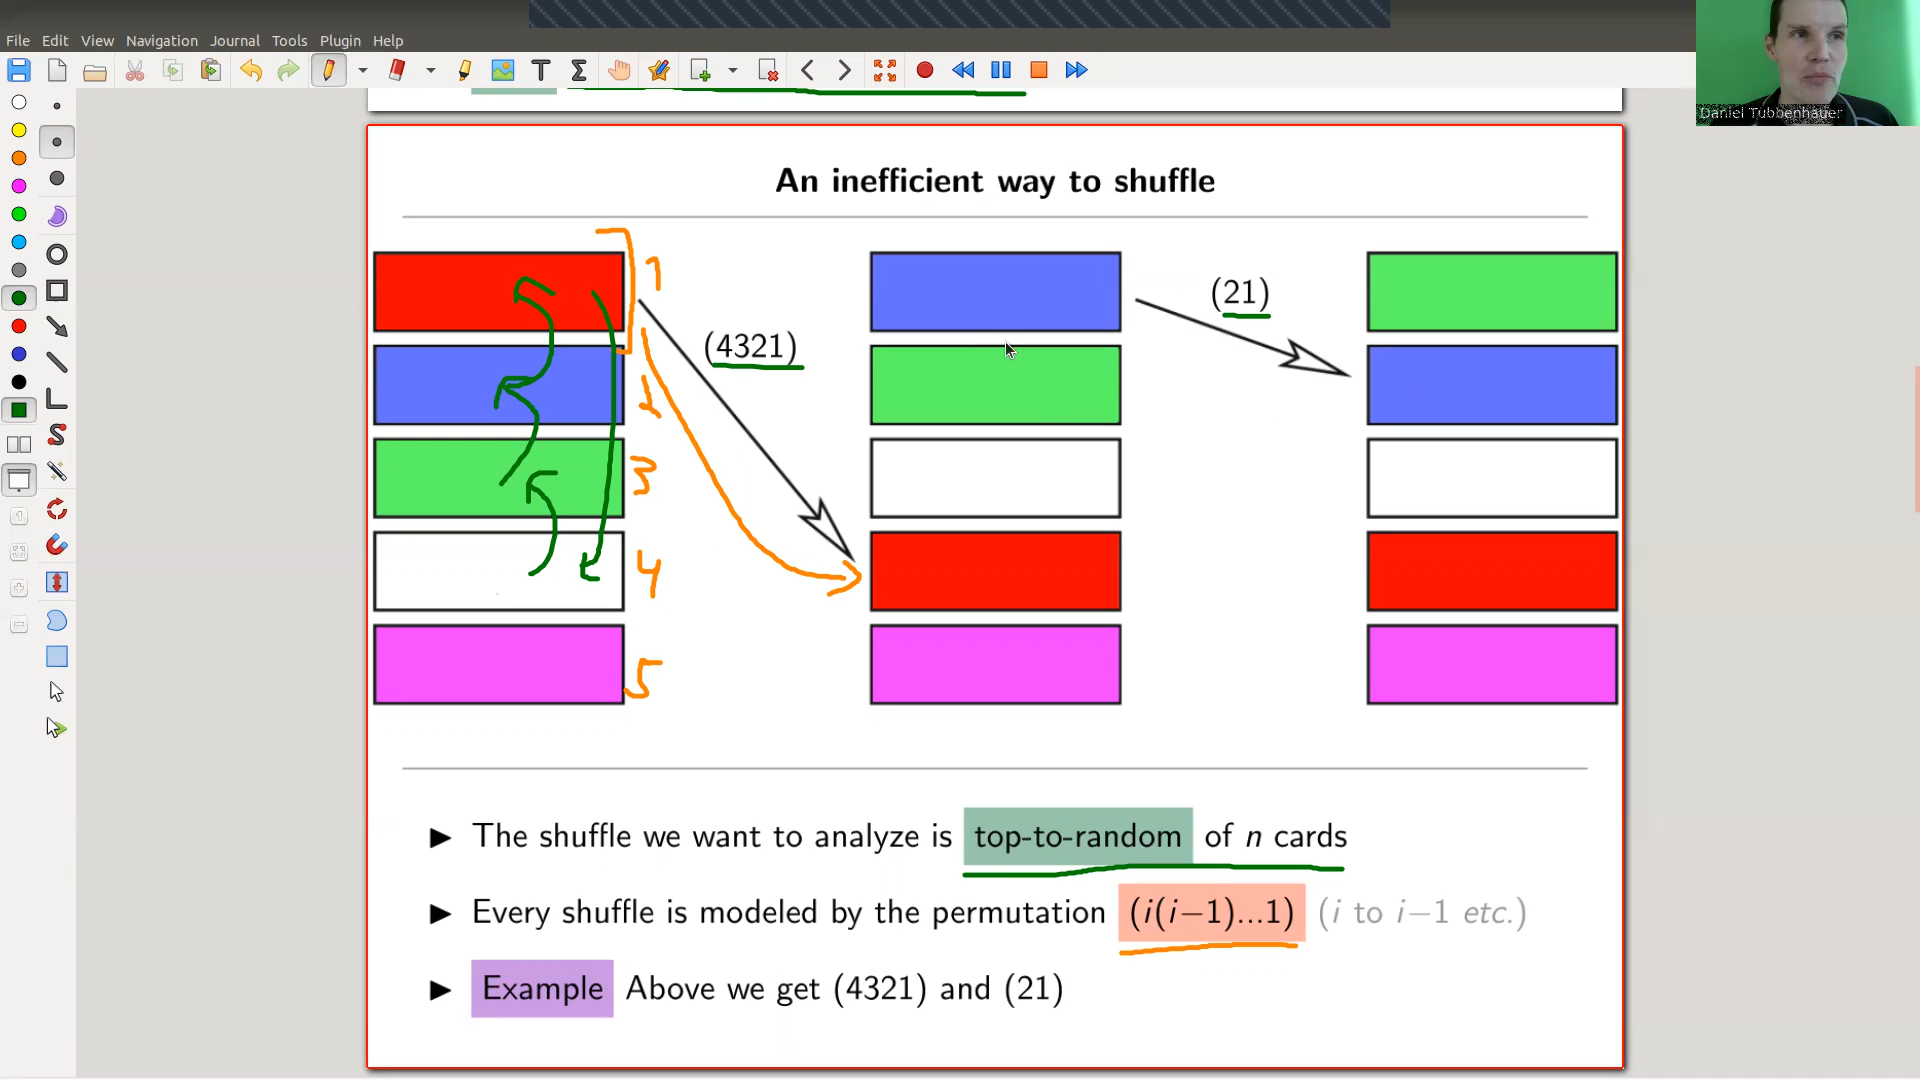 File Edit View Navigation Journal Tools Plugin Help
Daniel Tubbenhauer
An inefficient way to shuffle
1
2
3
4
5
(4321)
(21)
► The shuffle we want to analyze is top-to-random of n cards
► Every shuffle is modeled by the permutation (i(i−1)...1) (i to i−1 etc.)
► Example Above we get (4321) and (21)